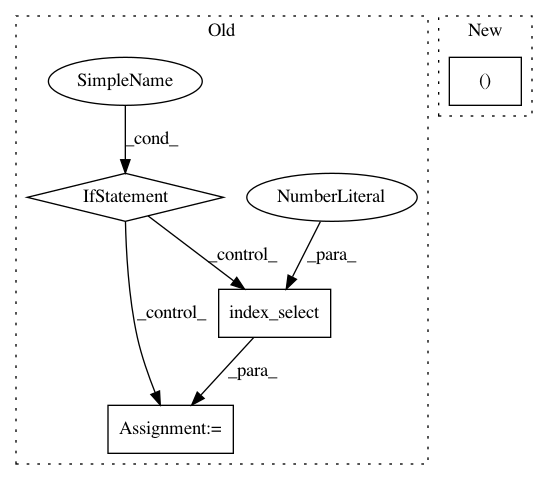 Old
New
SimpleName
()
_cond_
IfStatement
NumberLiteral
_control_
_para_
_control_
index_select
_para_
Assignment:=